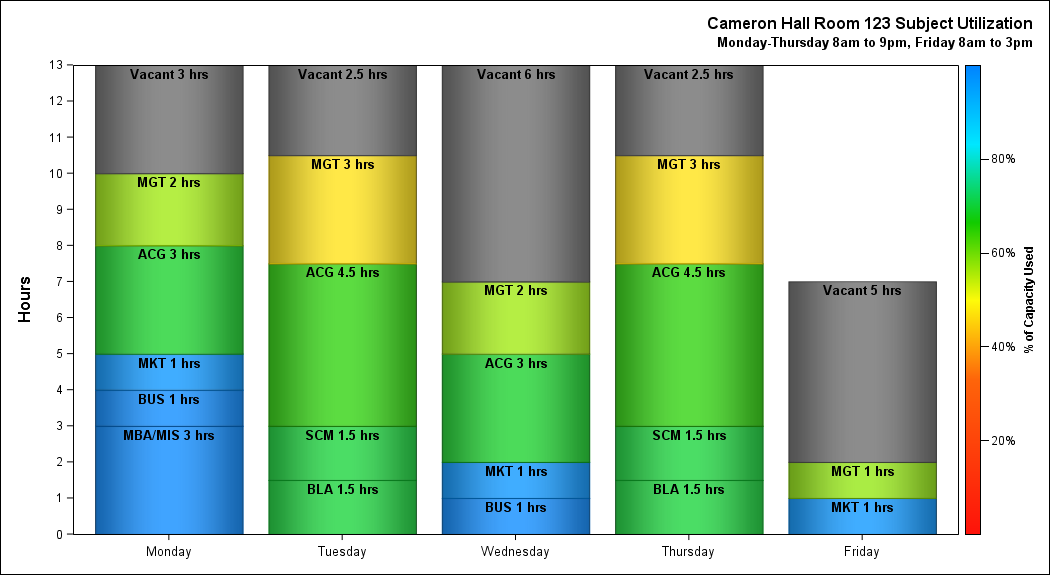 Cameron Hall Room 123 Subject Utilization
Monday-Thursday 8am to 9pm, Friday 8am to 3pm
Hours
13
12
11
10
9
8
7
6
5
4
3
2
1
0
Vacant 3 hrs
MGT 2 hrs
ACG 3 hrs
MKT 1 hrs
BUS 1 hrs
MBA/MIS 3 hrs
Monday
Vacant 2.5 hrs
MGT 3 hrs
ACG 4.5 hrs
SCM 1.5 hrs
BLA 1.5 hrs
Tuesday
Vacant 6 hrs
MGT 2 hrs
ACG 3 hrs
MKT 1 hrs
BUS 1 hrs
Wednesday
Vacant 2.5 hrs
MGT 3 hrs
ACG 4.5 hrs
SCM 1.5 hrs
BLA 1.5 hrs
Thursday
Vacant 5 hrs
MGT 1 hrs
MKT 1 hrs
Friday
80%
60%
40%
20%
% of Capacity Used